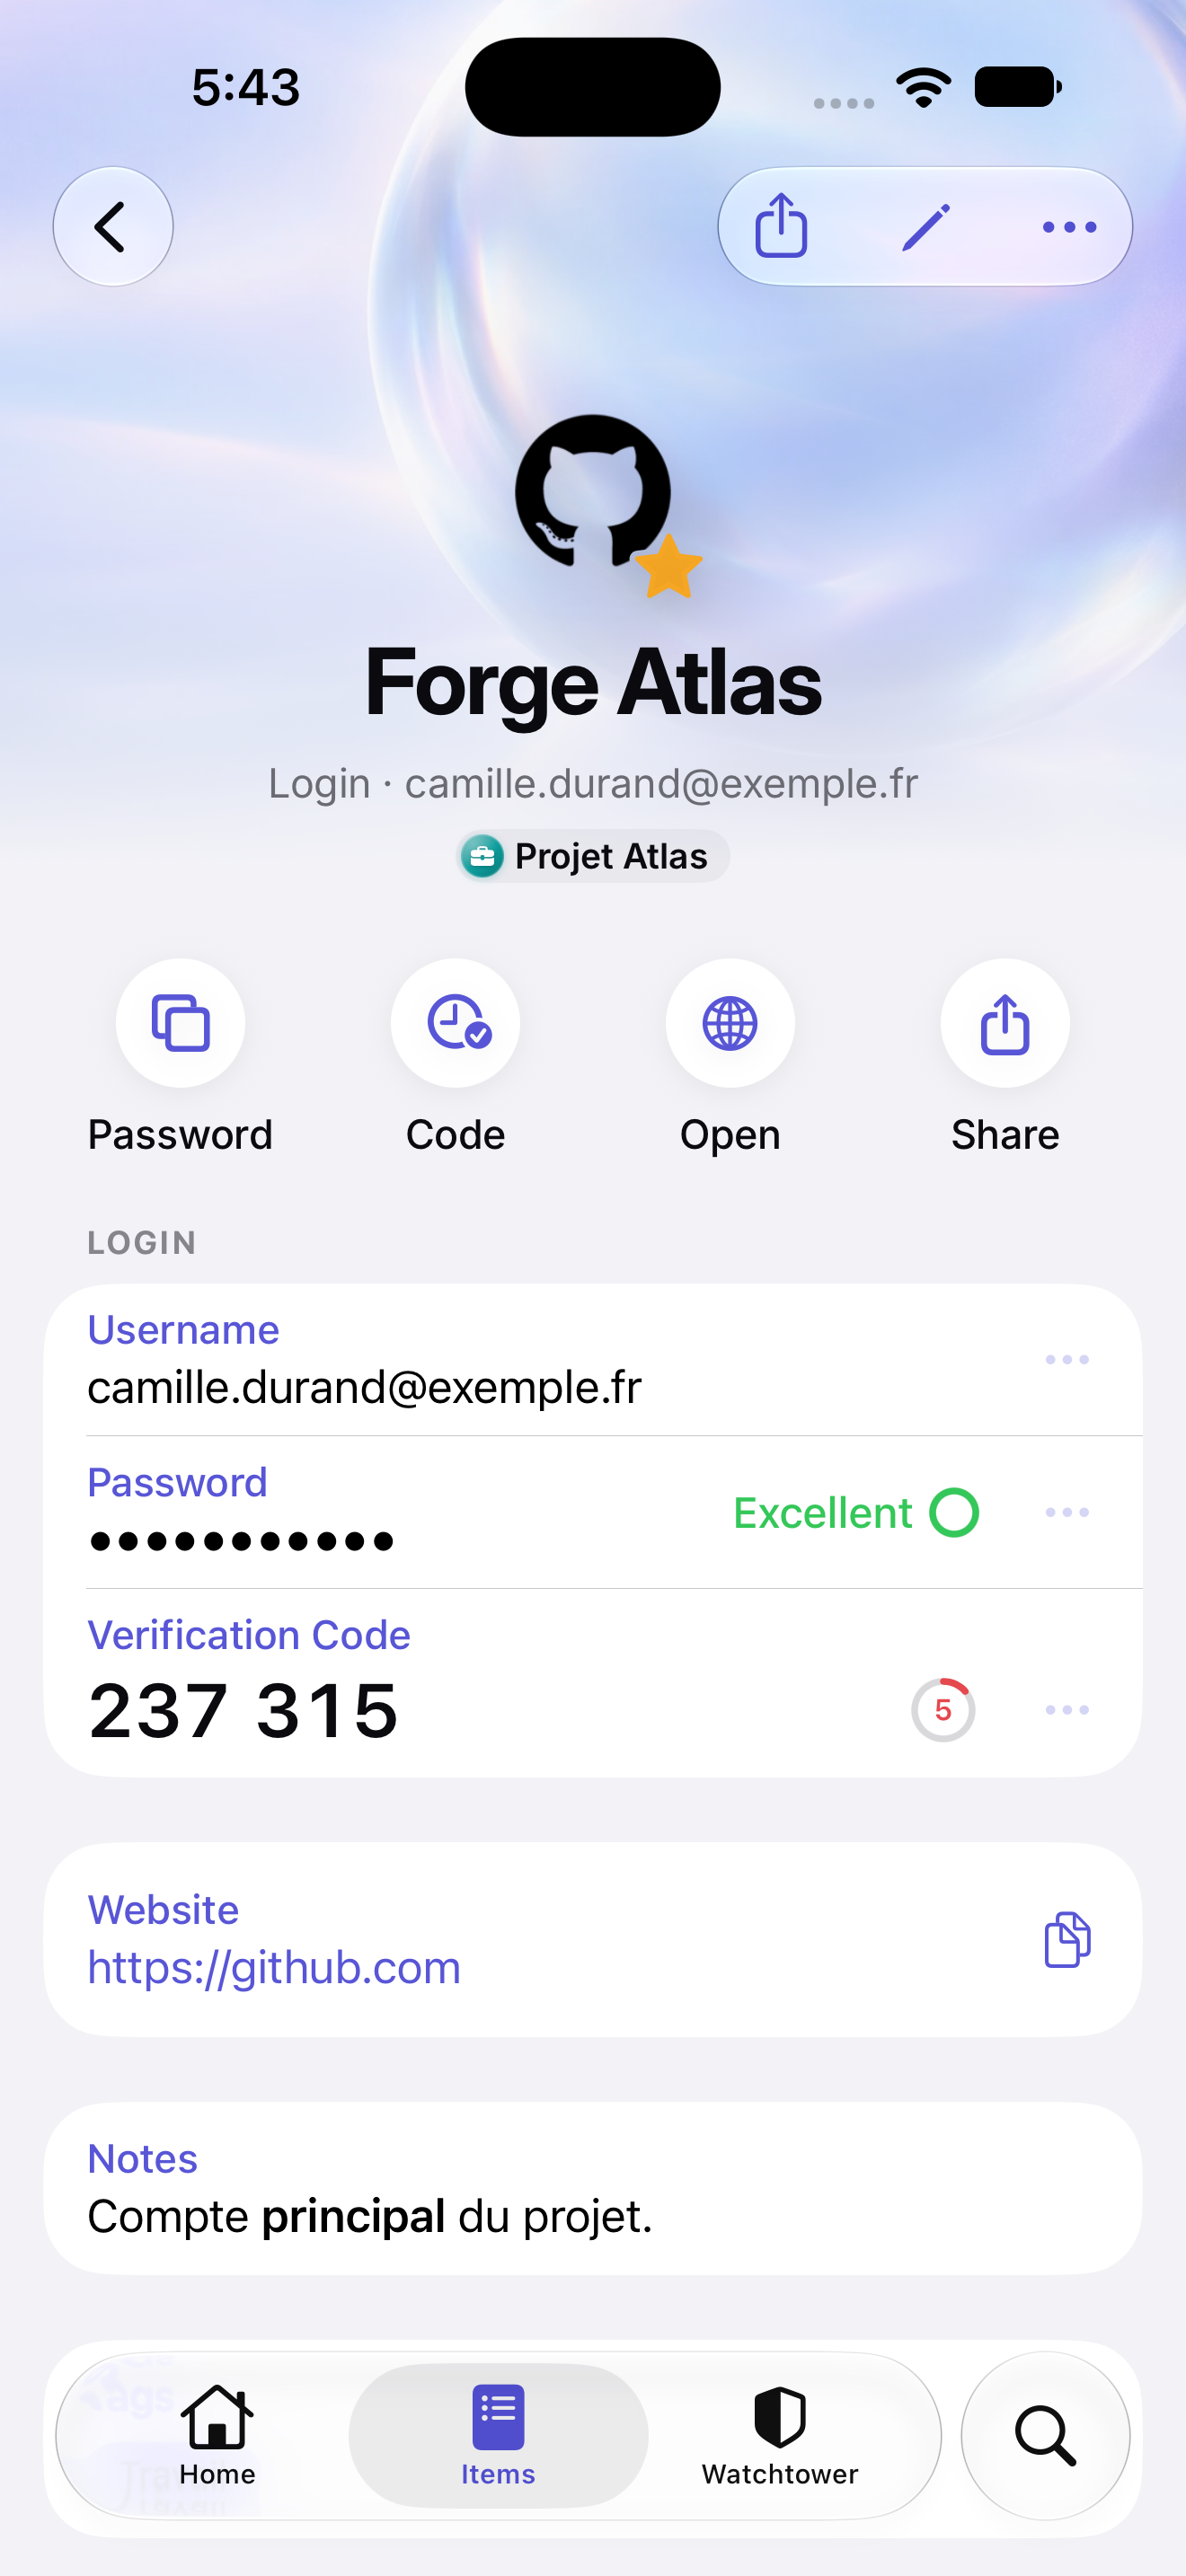 5:43
Forge Atlas
Login · camille.durand@exemple.fr
Projet Atlas
Password
Code
Open
Share
LOGIN
Username
camille.durand@exemple.fr
Password
Excellent
Verification Code
237 315
5
Website
https://github.com
Notes
Compte principal du projet.
Home
Items
Watchtower